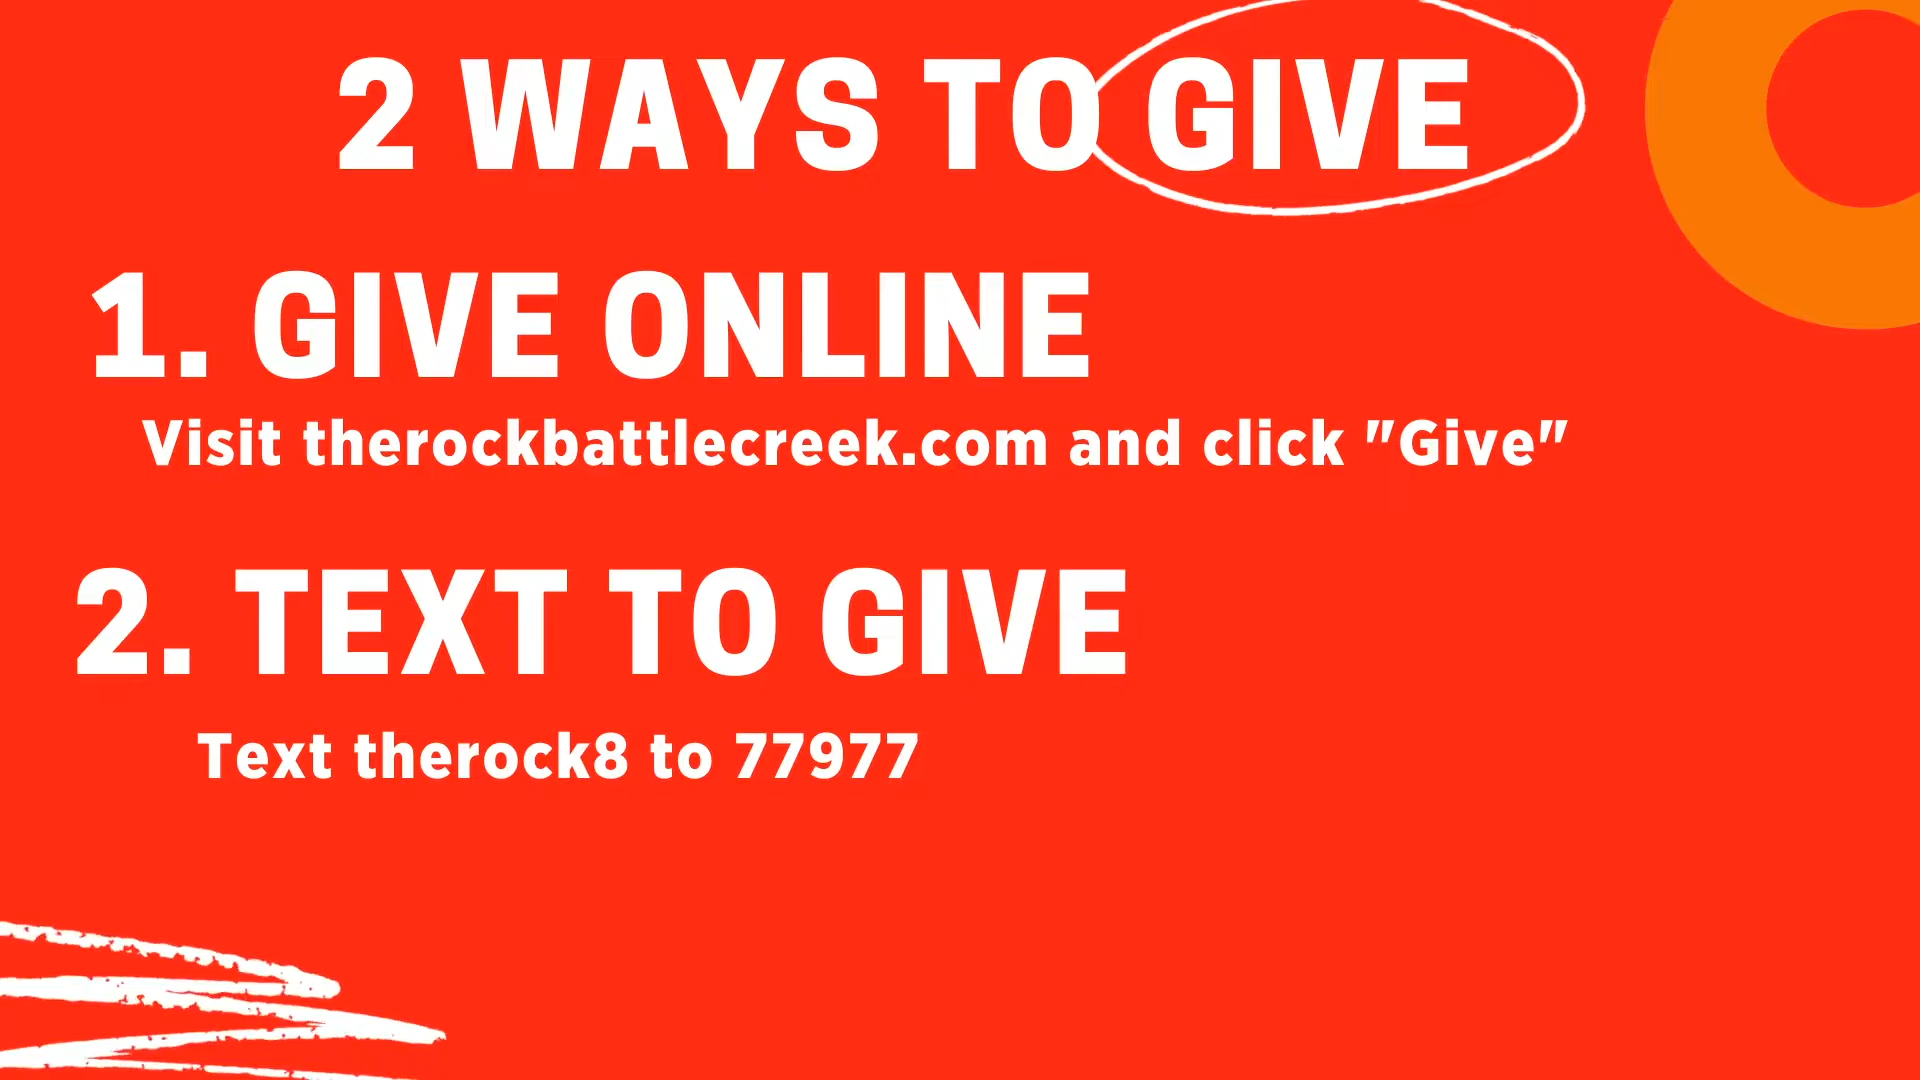 2 WAYS TO GIVE
1. GIVE ONLINE
Visit therockbattlecreek.com and click "Give"
2. TEXT TO GIVE
Text therock8 to 77977